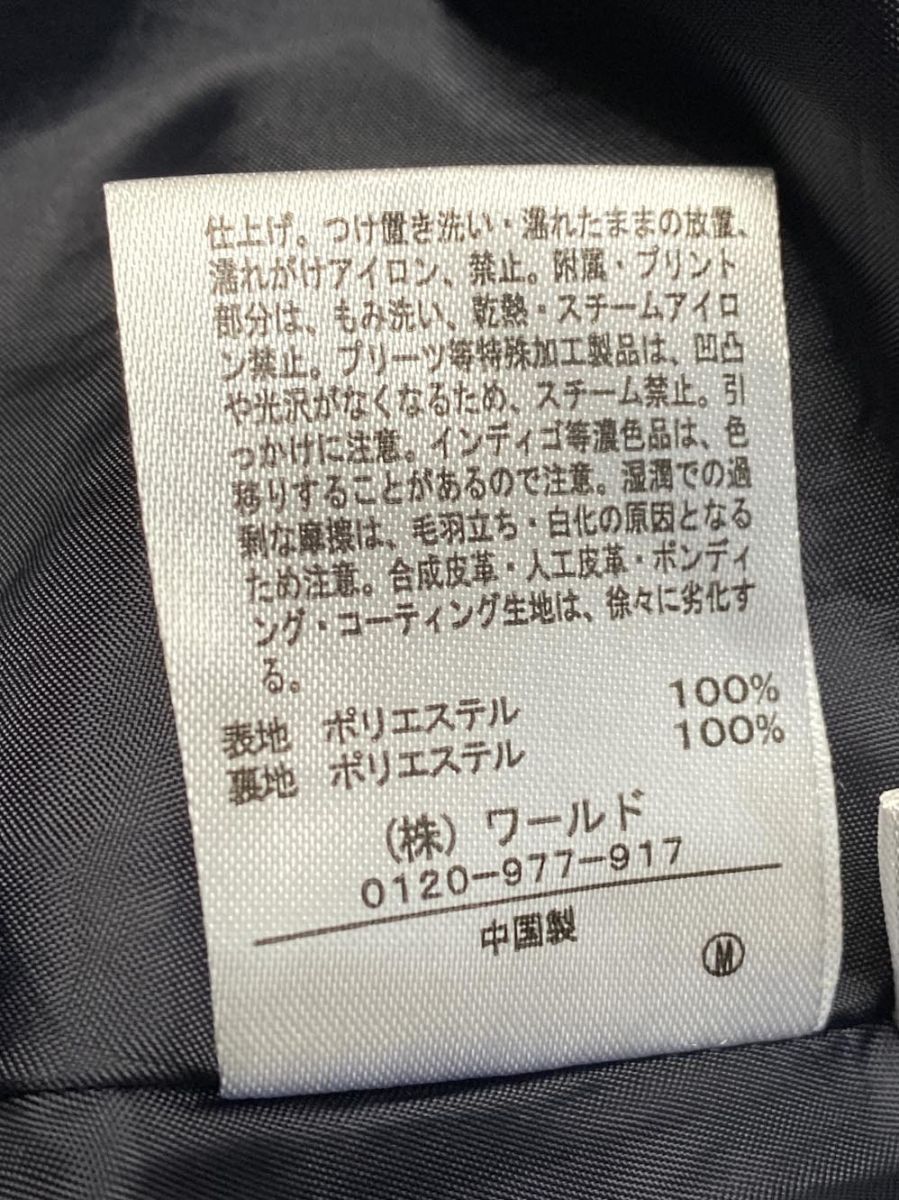 仕上げ。つけ置き洗い・濡れたままの放置、
濡れがけアイロン、禁止。附属・プリント
部分は、もみ洗い、乾熱・スチームアイロ
ン禁止。プリーツ等特殊加工製品は、凹凸
や光沢がなくなるため、スチーム禁止。引
っかけに注意。インディゴ等濃色品は、色
移りすることがあるので注意。湿潤での過
剰な摩擦は、毛羽立ち・白化の原因となる
ため注意。合成皮革・人工皮革・ボンディ
ング・コーティング生地は、徐々に劣化す
る。
表地 ポリエステル 100%
裏地 ポリエステル 100%
(株) ワールド
0120-977-917
中国製
Ⓜ